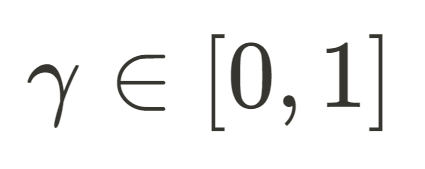 γ ∈ [0, 1]